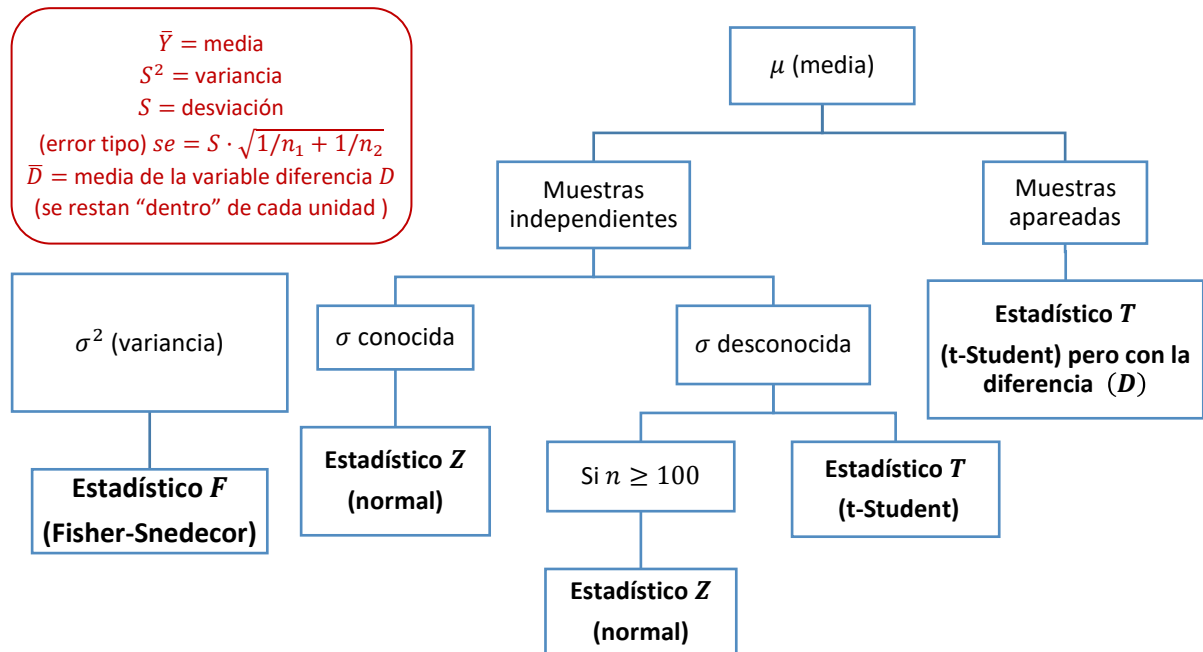 Ȳ = media
S² = variancia
S = desviación
(error tipo) se = S · √(1/n₁ + 1/n₂)
D̄ = media de la variable diferencia D
(se restan “dentro” de cada unidad )
μ (media)
Muestras
independientes
Muestras
apareadas
σ² (variancia)
σ conocida
σ desconocida
Estadístico T
(t-Student) pero con la
diferencia (D)
Estadístico F
(Fisher-Snedecor)
Estadístico Z
(normal)
Si n ≥ 100
Estadístico T
(t-Student)
Estadístico Z
(normal)